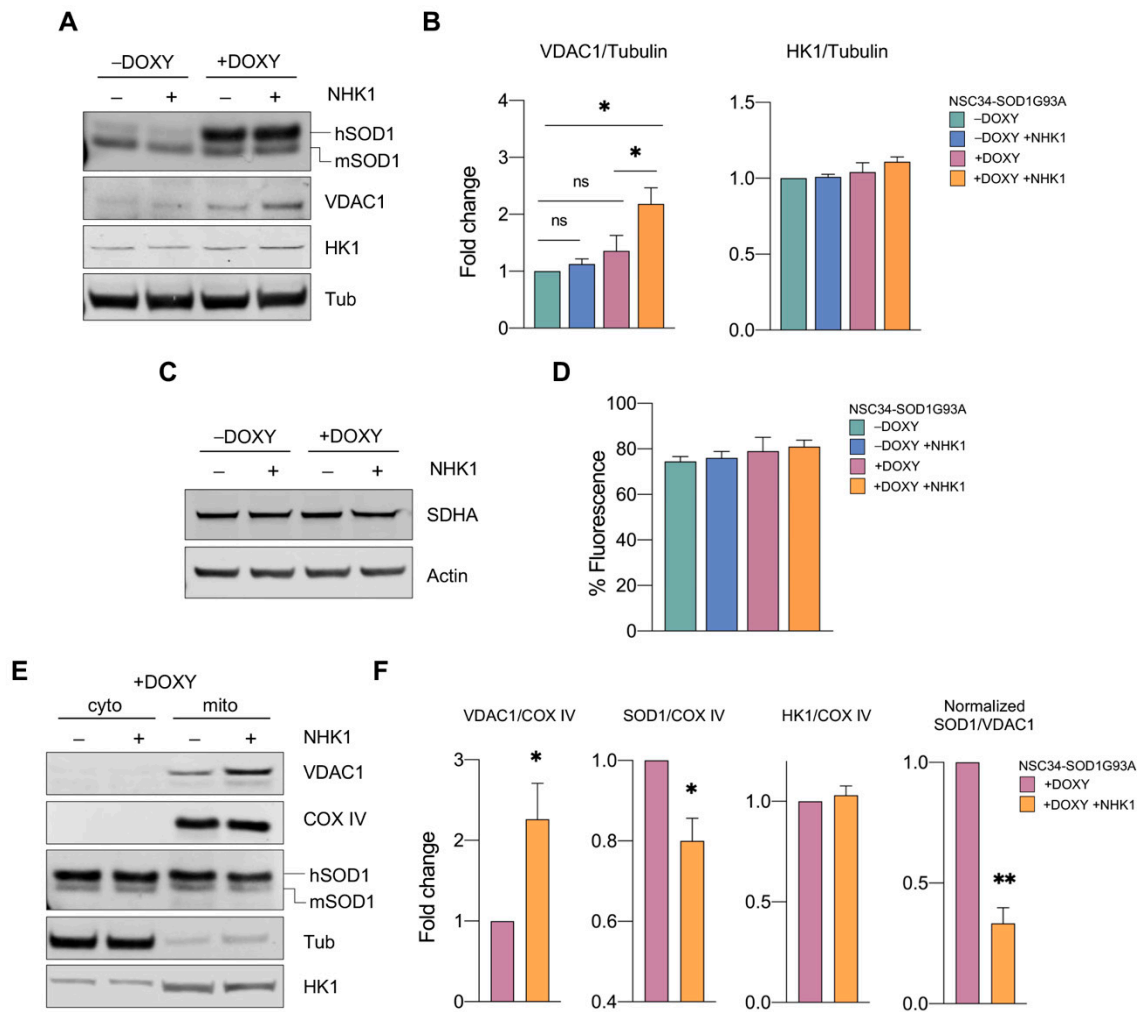 A
–DOXY +DOXY
– + – + NHK1
hSOD1
mSOD1
VDAC1
HK1
Tub
B
VDAC1/Tubulin
Fold change
4
3
2
1
0
ns
ns
*
*
HK1/Tubulin
1.5
1.0
0.5
0.0
NSC34-SOD1G93A
–DOXY
–DOXY +NHK1
+DOXY
+DOXY +NHK1
C
–DOXY +DOXY
– + – + NHK1
SDHA
Actin
D
% Fluorescence
100
80
60
40
20
0
NSC34-SOD1G93A
–DOXY
–DOXY +NHK1
+DOXY
+DOXY +NHK1
E
+DOXY
cyto mito
– + – + NHK1
VDAC1
COX IV
hSOD1
mSOD1
Tub
HK1
F
VDAC1/COX IV
Fold change
3
2
1
0
*
SOD1/COX IV
1.0
0.8
0.6
0.4
*
HK1/COX IV
1.0
0.5
0.0
Normalized
SOD1/VDAC1
1.0
0.5
0.0
**
NSC34-SOD1G93A
+DOXY
+DOXY +NHK1